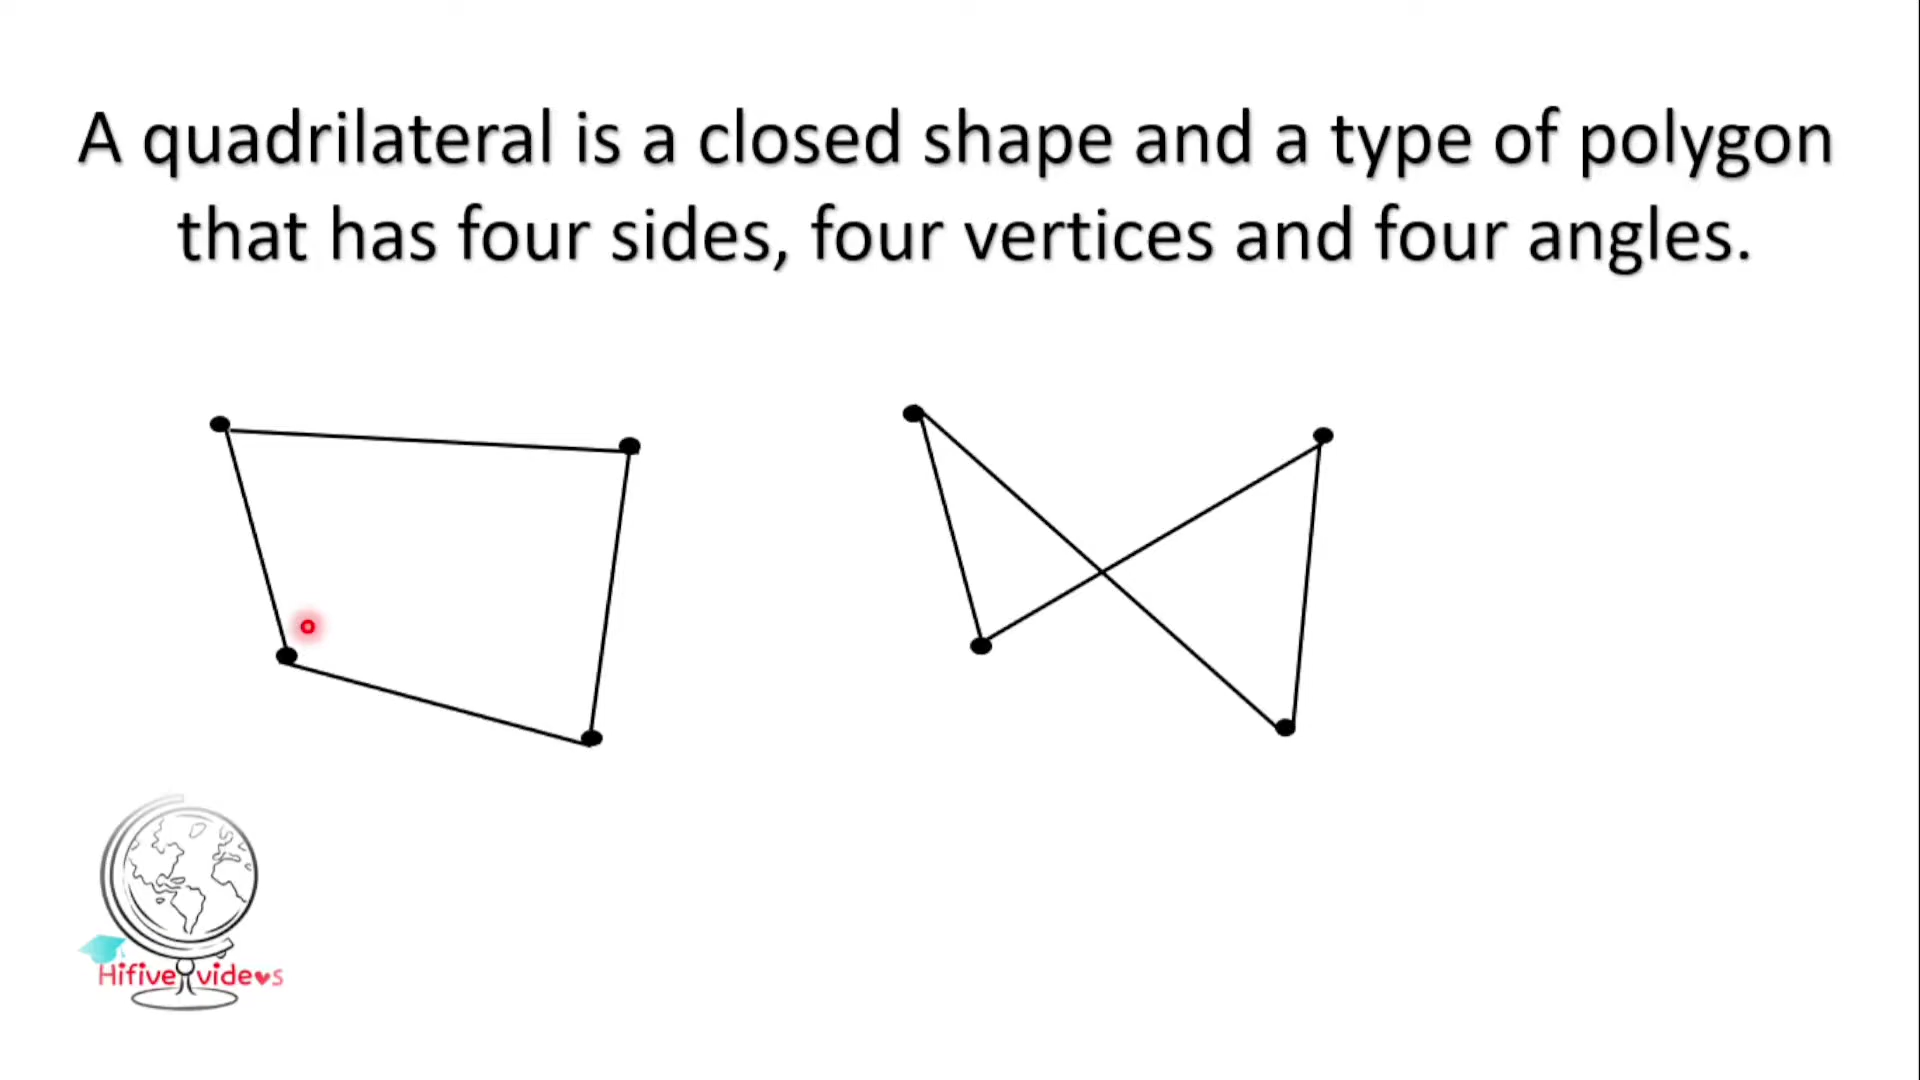 A quadrilateral is a closed shape and a type of polygon
that has four sides, four vertices and four angles.
Hifive videos